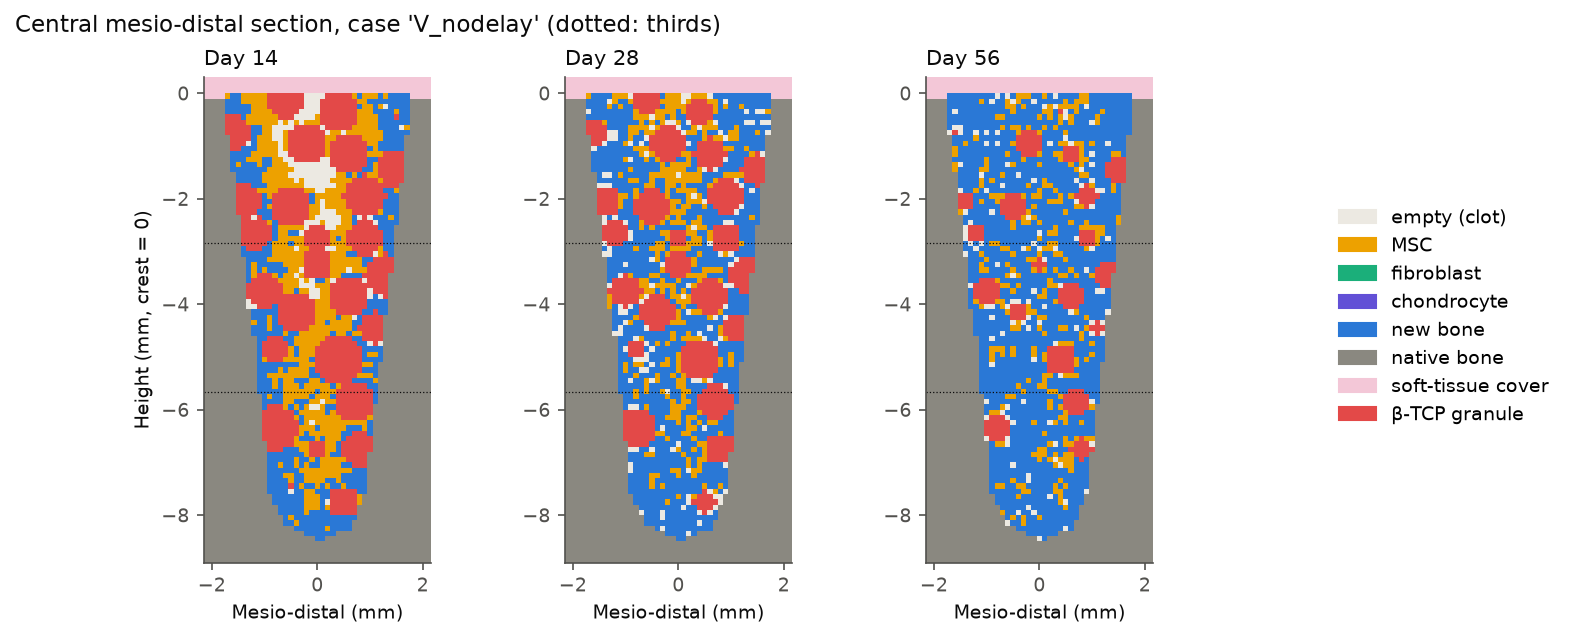 Central mesio-distal section, case 'V_nodelay' (dotted: thirds)
Day 14
Day 28
Day 56
Height (mm, crest = 0)
0
−2
−4
−6
−8
−2
0
2
Mesio-distal (mm)
0
−2
−4
−6
−8
−2
0
2
Mesio-distal (mm)
0
−2
−4
−6
−8
−2
0
2
Mesio-distal (mm)
empty (clot)
MSC
fibroblast
chondrocyte
new bone
native bone
soft-tissue cover
β-TCP granule